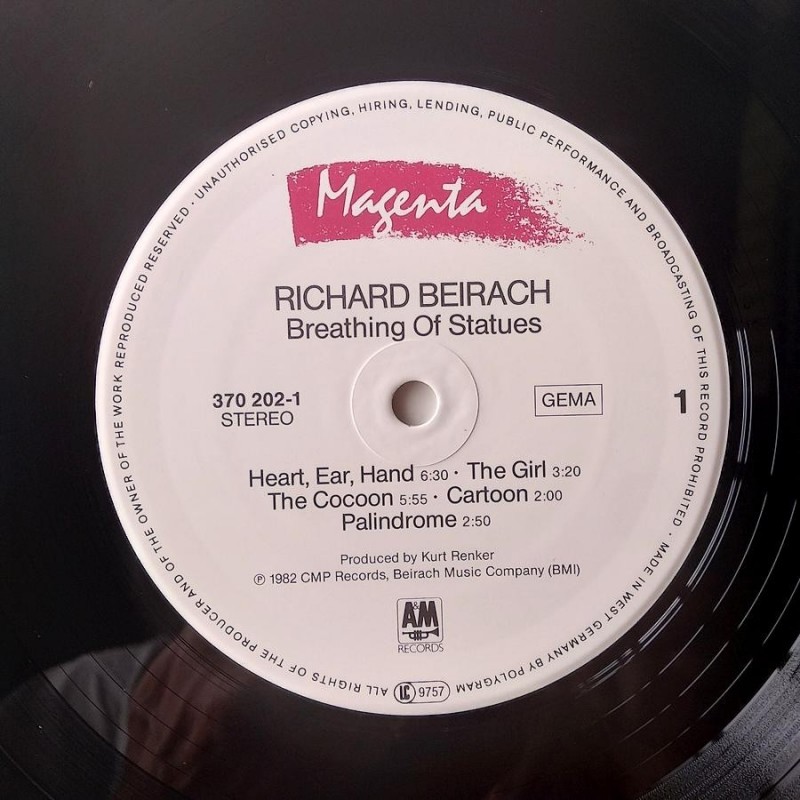 Magenta
RICHARD BEIRACH
Breathing Of Statues
370 202-1
STEREO
GEMA
1
Heart, Ear, Hand 6:30 · The Girl 3:20
The Cocoon 5:55 · Cartoon 2:00
Palindrome 2:50
Produced by Kurt Renker
℗ 1982 CMP Records, Beirach Music Company (BMI)
A&M
RECORDS
ALL RIGHTS OF THE PRODUCER AND OF THE OWNER OF THE WORK REPRODUCED RESERVED · UNAUTHORISED COPYING, HIRING, LENDING, PUBLIC PERFORMANCE AND BROADCASTING OF THIS RECORD PROHIBITED · MADE IN WEST GERMANY BY POLYGRAM
LC 9757